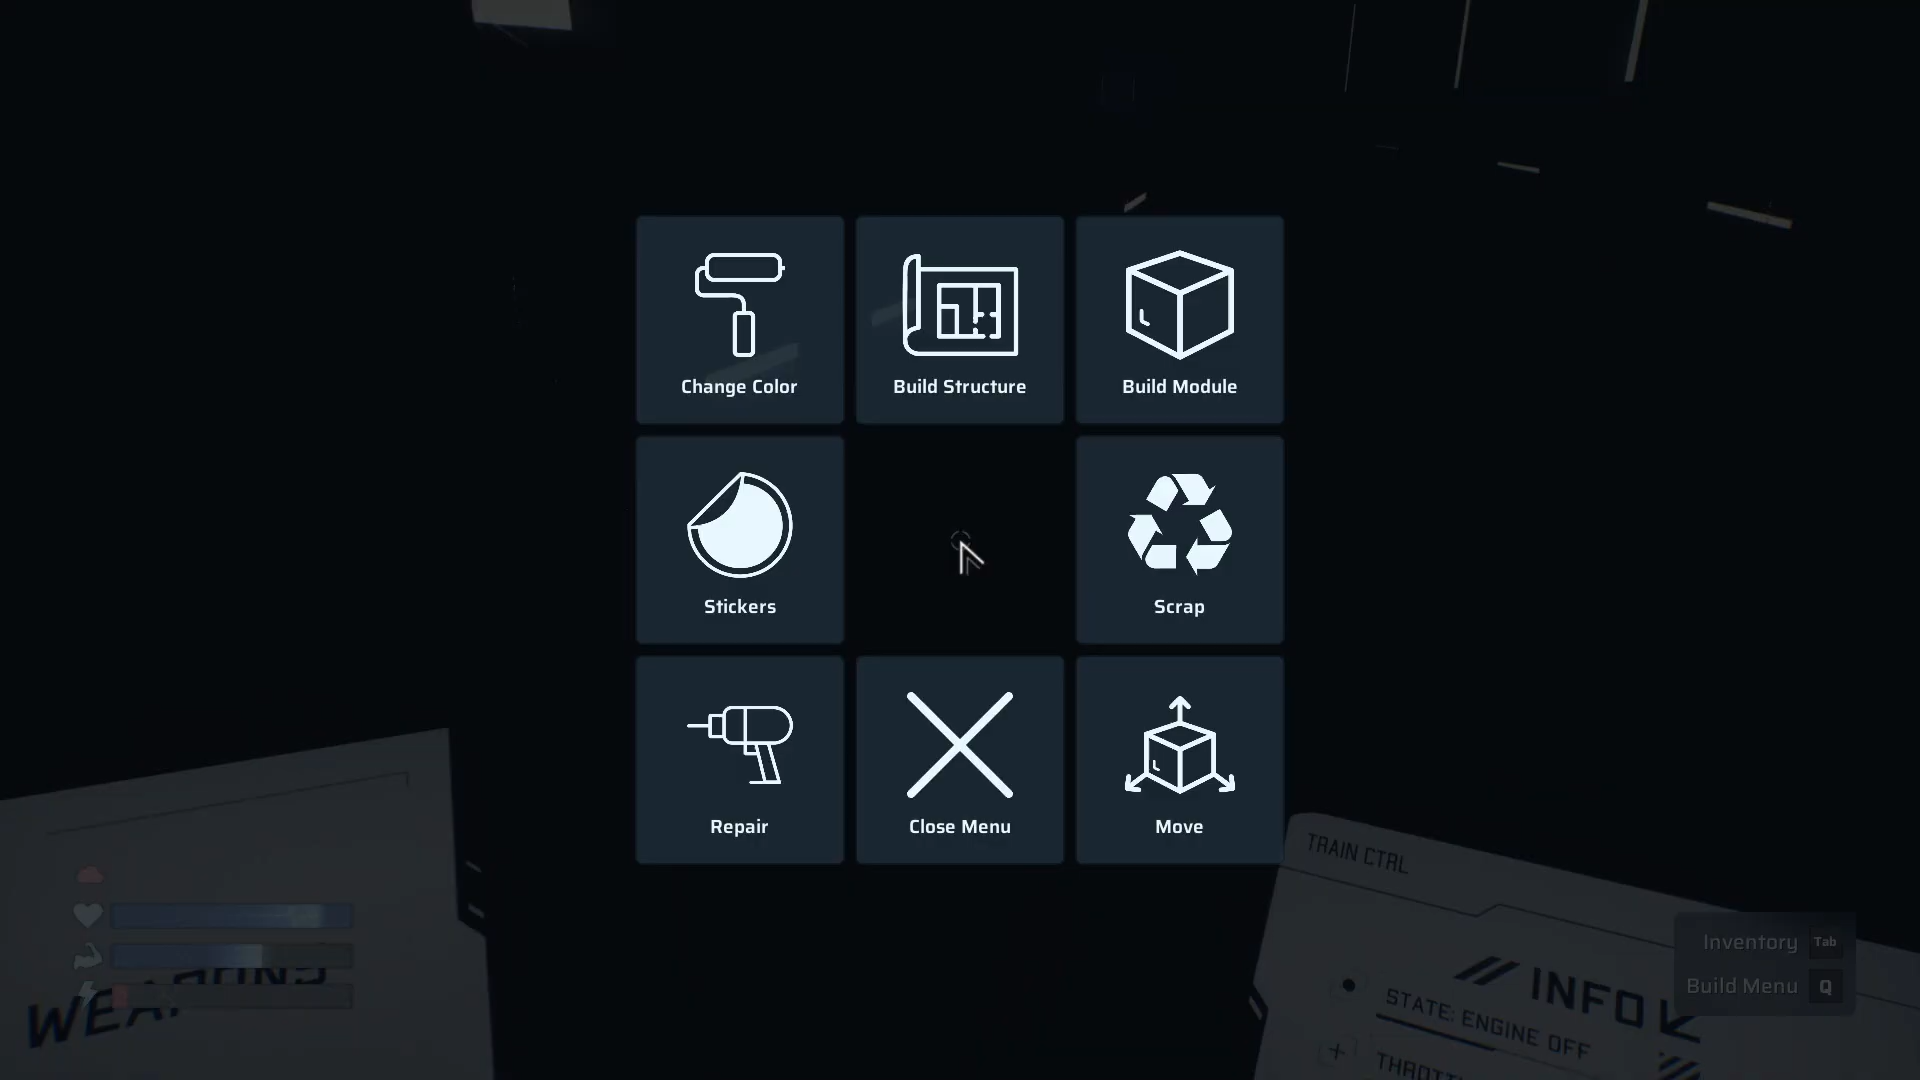 Change Color
Build Structure
Build Module
Stickers
Scrap
Repair
Close Menu
Move
WEAPONS
TRAIN CTRL
INFO
STATE: ENGINE OFF
Inventory Tab
Build Menu Q